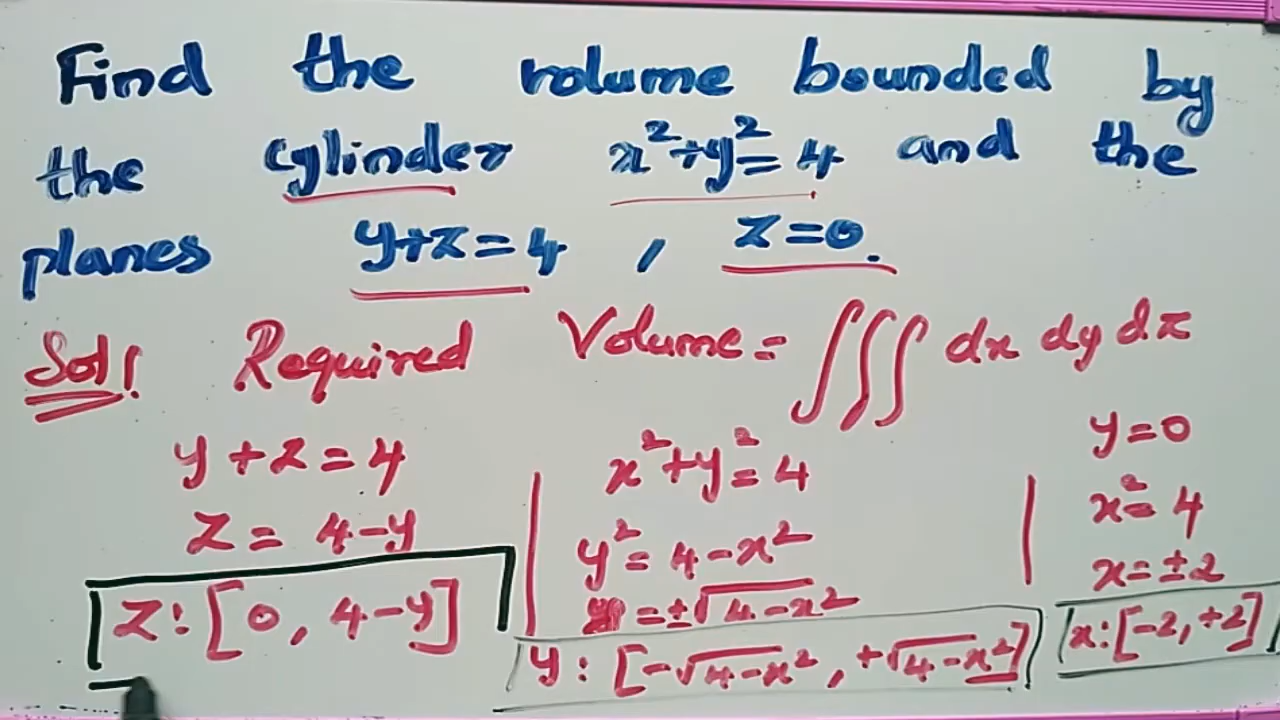 Find the volume bounded by
the cylinder x²+y²=4 and the
planes y+z=4 , z=0.
Sol: Required Volume = ∫∫∫ dx dy dz
y+z=4
z = 4-y
z: [0, 4-y]
x²+y²=4
y²=4-x²
y=±√4-x²
y: [-√4-x², +√4-x²]
y=0
x²=4
x=±2
x:[-2,+2]